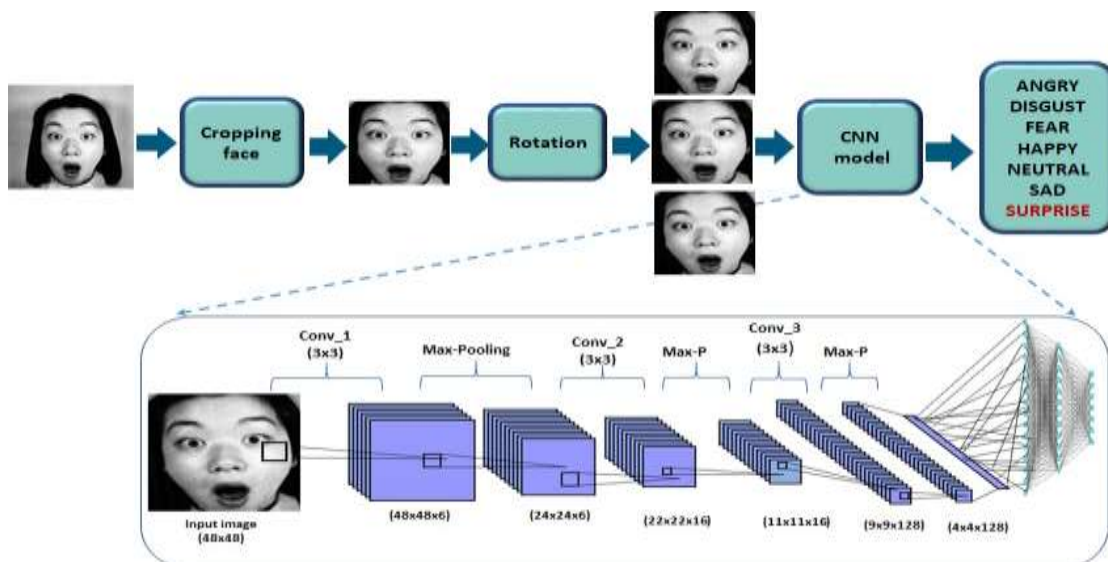 Cropping
face
Rotation
CNN
model
ANGRY
DISGUST
FEAR
HAPPY
NEUTRAL
SAD
SURPRISE
Conv_1
(3x3)
Max-Pooling
Conv_2
(3x3)
Max-P
Conv_3
(3x3)
Max-P
Input image
(48x48)
(48x48x6)
(24x24x6)
(22x22x16)
(11x11x16)
(9x9x128)
(4x4x128)